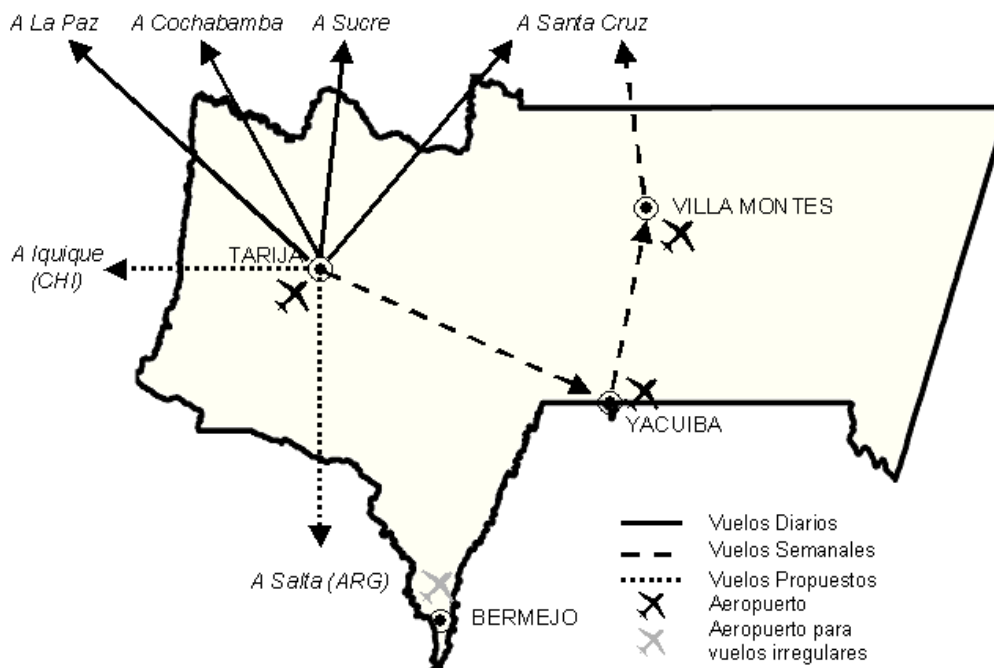 A La Paz
A Cochabamba
A Sucre
A Santa Cruz
VILLA MONTES
TARIJA
A Iquique
(CHI)
YACUIBA
A Salta (ARG)
BERMEJO
Vuelos Diarios
Vuelos Semanales
Vuelos Propuestos
Aeropuerto
Aeropuerto para
vuelos irregulares